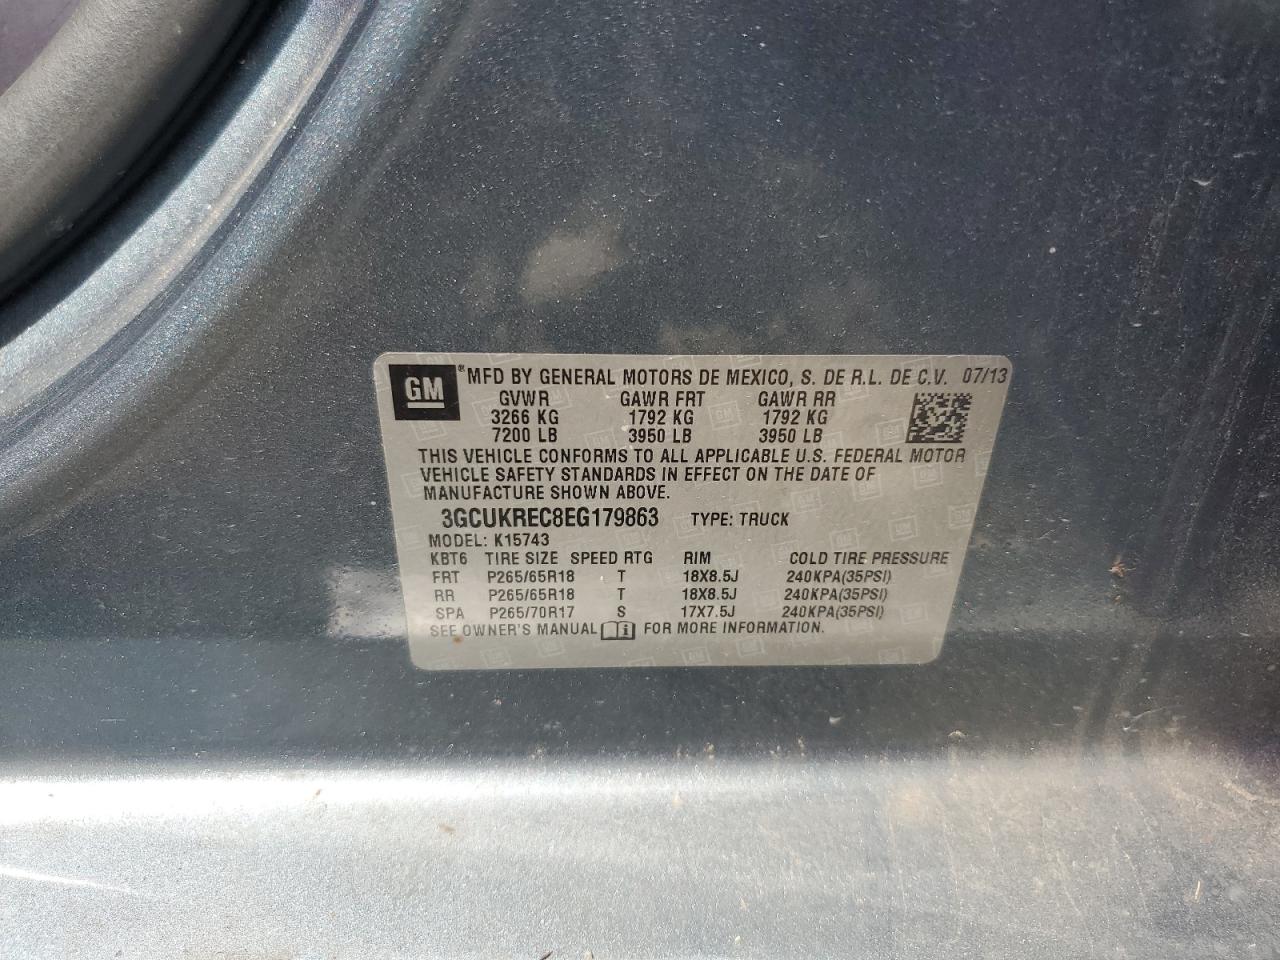 GM ® MFD BY GENERAL MOTORS DE MEXICO, S. DE R.L. DE C.V. 07/13
GVWR GAWR FRT GAWR RR
3266 KG 1792 KG 1792 KG
7200 LB 3950 LB 3950 LB
THIS VEHICLE CONFORMS TO ALL APPLICABLE U.S. FEDERAL MOTOR
VEHICLE SAFETY STANDARDS IN EFFECT ON THE DATE OF
MANUFACTURE SHOWN ABOVE.
3GCUKREC8EG179863 TYPE: TRUCK
MODEL: K15743
KBT6 TIRE SIZE SPEED RTG RIM COLD TIRE PRESSURE
FRT P265/65R18 T 18X8.5J 240KPA(35PSI)
RR P265/65R18 T 18X8.5J 240KPA(35PSI)
SPA P265/70R17 S 17X7.5J 240KPA(35PSI)
SEE OWNER'S MANUAL FOR MORE INFORMATION.